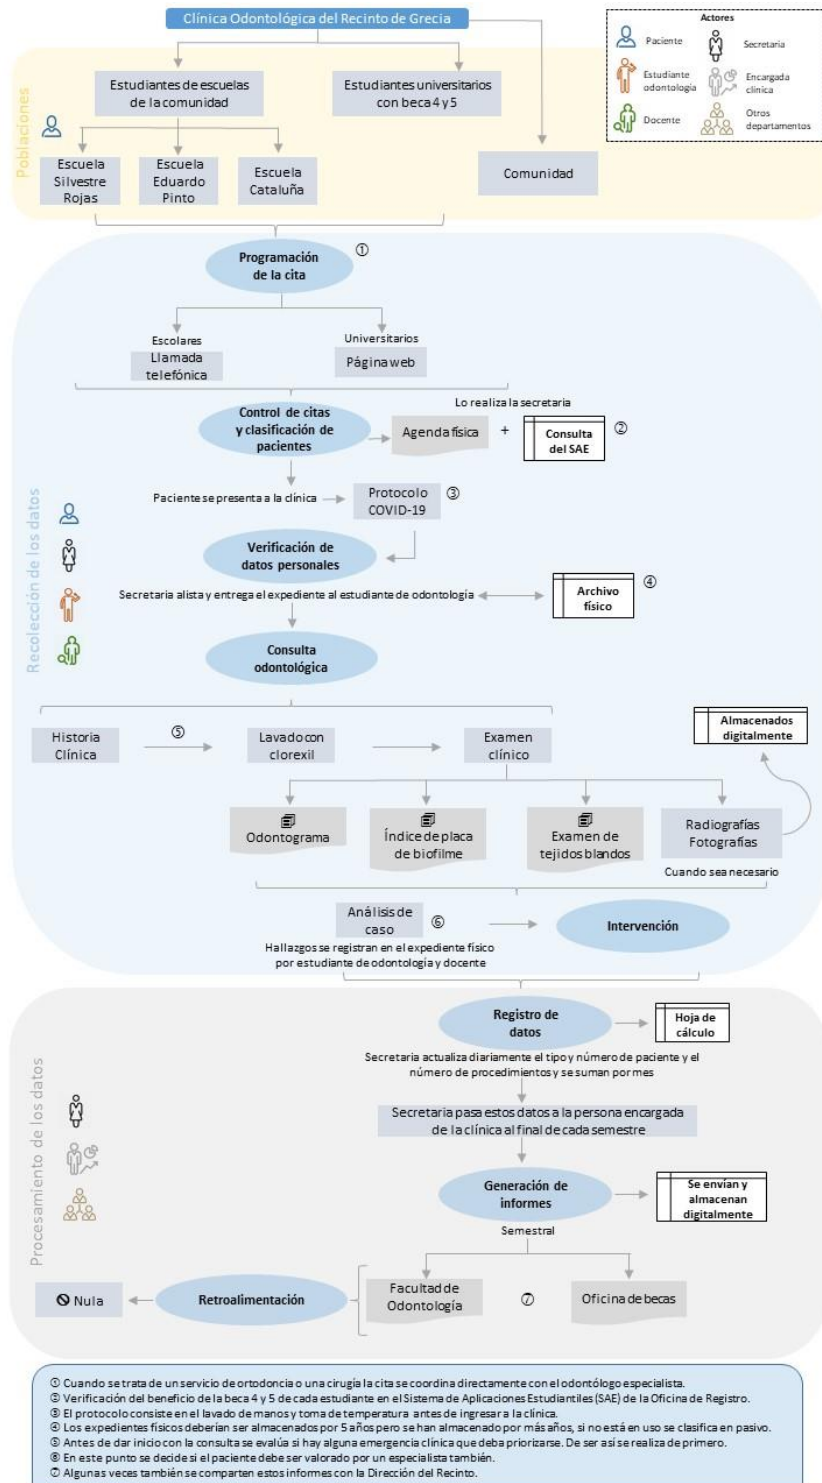 Clínica Odontológica del Recinto de Grecia
Actores
Paciente
Secretaria
Estudiante
odontología
Encargada
clínica
Docente
Otros
departamentos
Poblaciones
Estudiantes de escuelas
de la comunidad
Estudiantes universitarios
con beca 4 y 5
Escuela
Silvestre
Rojas
Escuela
Eduardo
Pinto
Escuela
Cataluña
Comunidad
Recolección de los datos
Programación
de la cita
①
Escolares
Llamada
telefónica
Universitarios
Página web
Control de citas
y clasificación de
pacientes
Lo realiza la secretaria
Agenda física
+
Consulta
del SAE
②
Paciente se presenta a la clínica
Protocolo
COVID-19
③
Verificación de
datos personales
Secretaria alista y entrega el expediente al estudiante de odontología
Archivo
físico
④
Consulta
odontológica
Historia
Clínica
⑤
Lavado con
clorexil
Examen
clínico
Almacenados
digitalmente
Odontograma
Índice de placa
de biofilme
Examen de
tejidos blandos
Radiografías
Fotografías
Cuando sea necesario
Análisis de
caso
⑥
Intervención
Hallazgos se registran en el expediente físico
por estudiante de odontología y docente
Procesamiento de los datos
Registro de
datos
Hoja de
cálculo
Secretaria actualiza diariamente el tipo y número de paciente y el
número de procedimientos y se suman por mes
Secretaria pasa estos datos a la persona encargada
de la clínica al final de cada semestre
Generación de
informes
Se envían y
almacenan
digitalmente
Semestral
Facultad de
Odontología
⑦
Oficina de becas
Retroalimentación
Nula
① Cuando se trata de un servicio de ortodoncia o una cirugía la cita se coordina directamente con el odontólogo especialista.
② Verificación del beneficio de la beca 4 y 5 de cada estudiante en el Sistema de Aplicaciones Estudiantiles (SAE) de la Oficina de Registro.
③ El protocolo consiste en el lavado de manos y toma de temperatura antes de ingresar a la clínica.
④ Los expedientes físicos deberían ser almacenados por 5 años pero se han almacenado por más años, si no está en uso se clasifica en pasivo.
⑤ Antes de dar inicio con la consulta se evalúa si hay alguna emergencia clínica que deba priorizarse. De ser así se realiza de primero.
⑥ En este punto se decide si el paciente debe ser valorado por un especialista también.
⑦ Algunas veces también se comparten estos informes con la Dirección del Recinto.